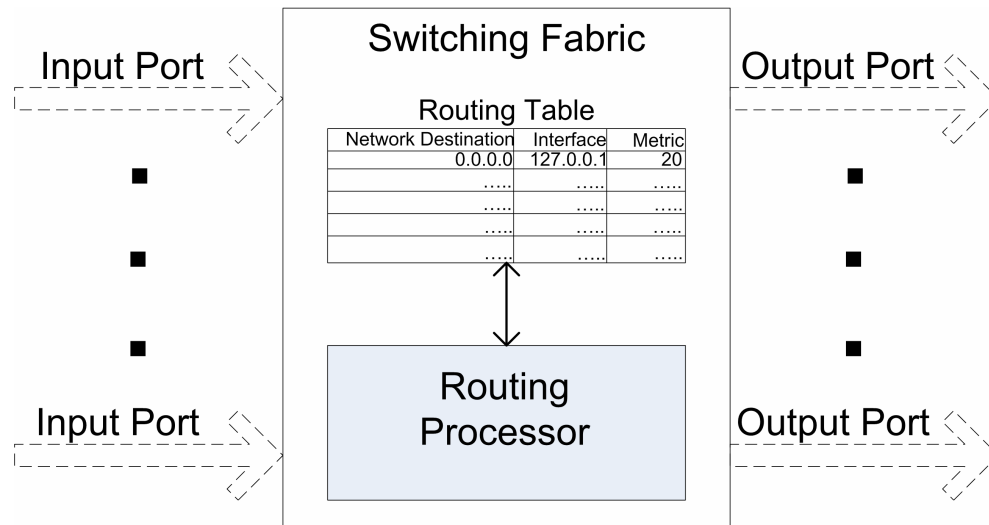 Switching Fabric
Input Port
Output Port
Routing Table
Network Destination Interface Metric
0.0.0.0 127.0.0.1 20
..... ..... .....
..... ..... .....
..... ..... .....
..... ..... .....
Routing
Processor
Input Port
Output Port